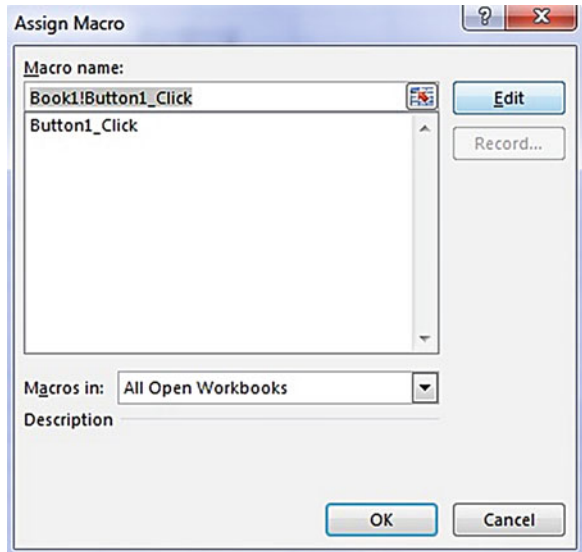 Assign Macro
?
Macro name:
Book1!Button1_Click
Edit
Button1_Click
Record...
Macros in: All Open Workbooks
Description
OK Cancel